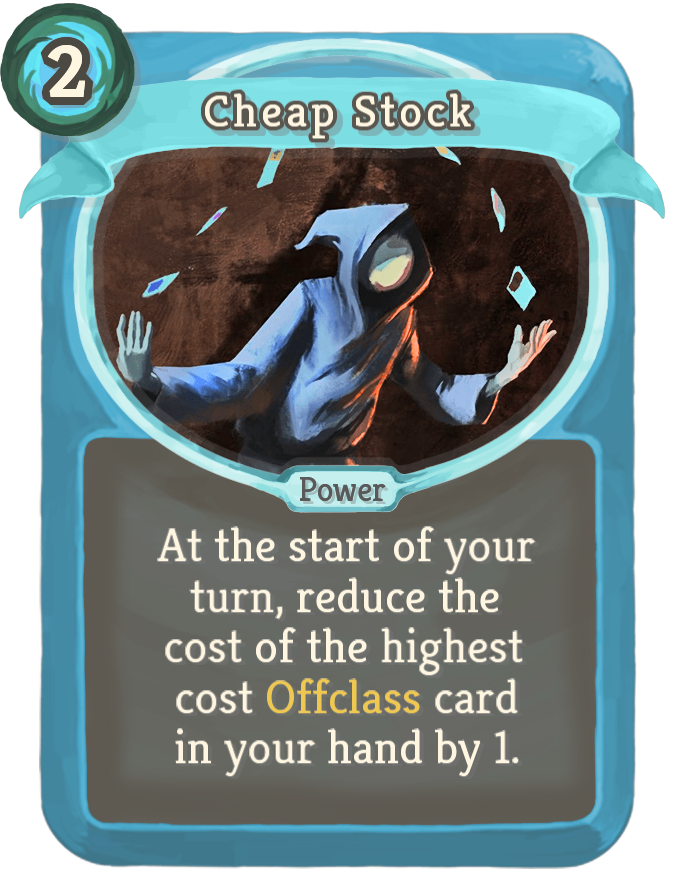 2
Cheap Stock
Power
At the start of your
turn, reduce the
cost of the highest
cost Offclass card
in your hand by 1.